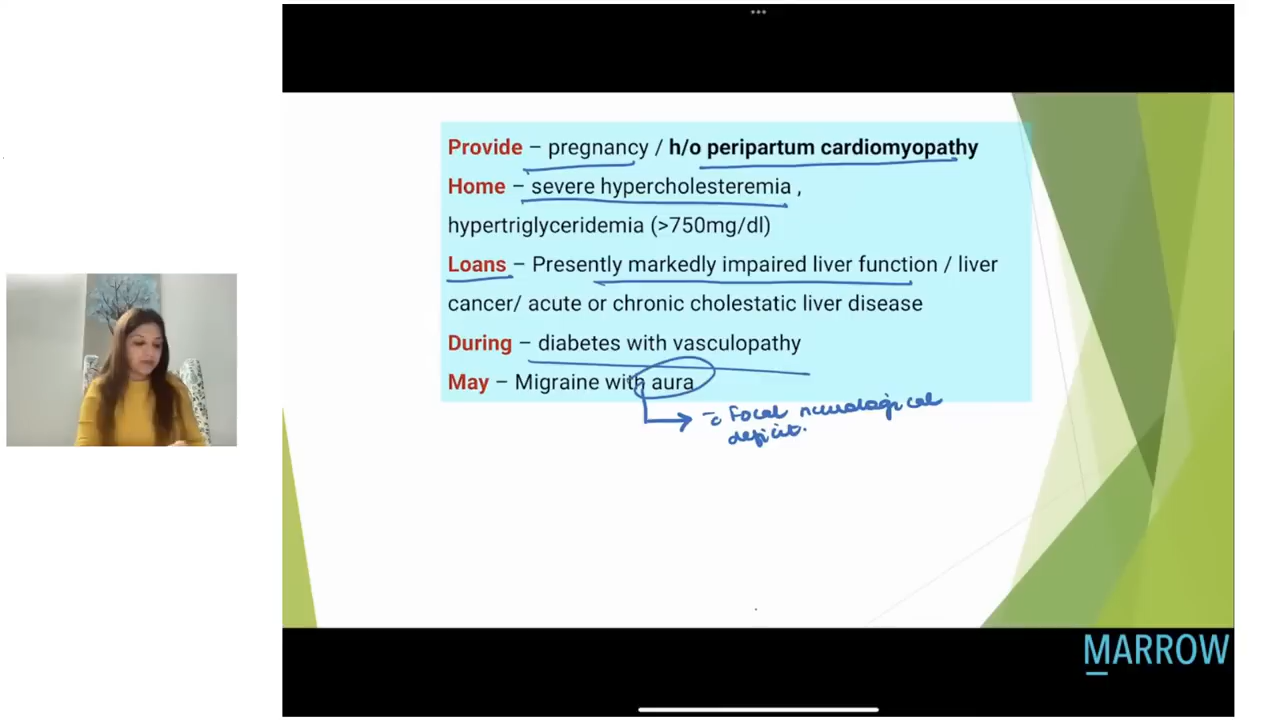 Provide – pregnancy / h/o peripartum cardiomyopathy
Home – severe hypercholesteremia ,
hypertriglyceridemia (>750mg/dl)
Loans – Presently markedly impaired liver function / liver
cancer/ acute or chronic cholestatic liver disease
During – diabetes with vasculopathy
May – Migraine with aura
Focal neurological
deficit.
MARROW